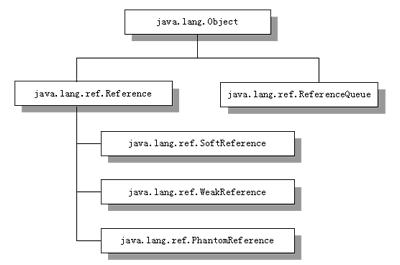 java.lang.Object
java.lang.ref.Reference
java.lang.ref.ReferenceQueue
java.lang.ref.SoftReference
java.lang.ref.WeakReference
java.lang.ref.PhantomReference